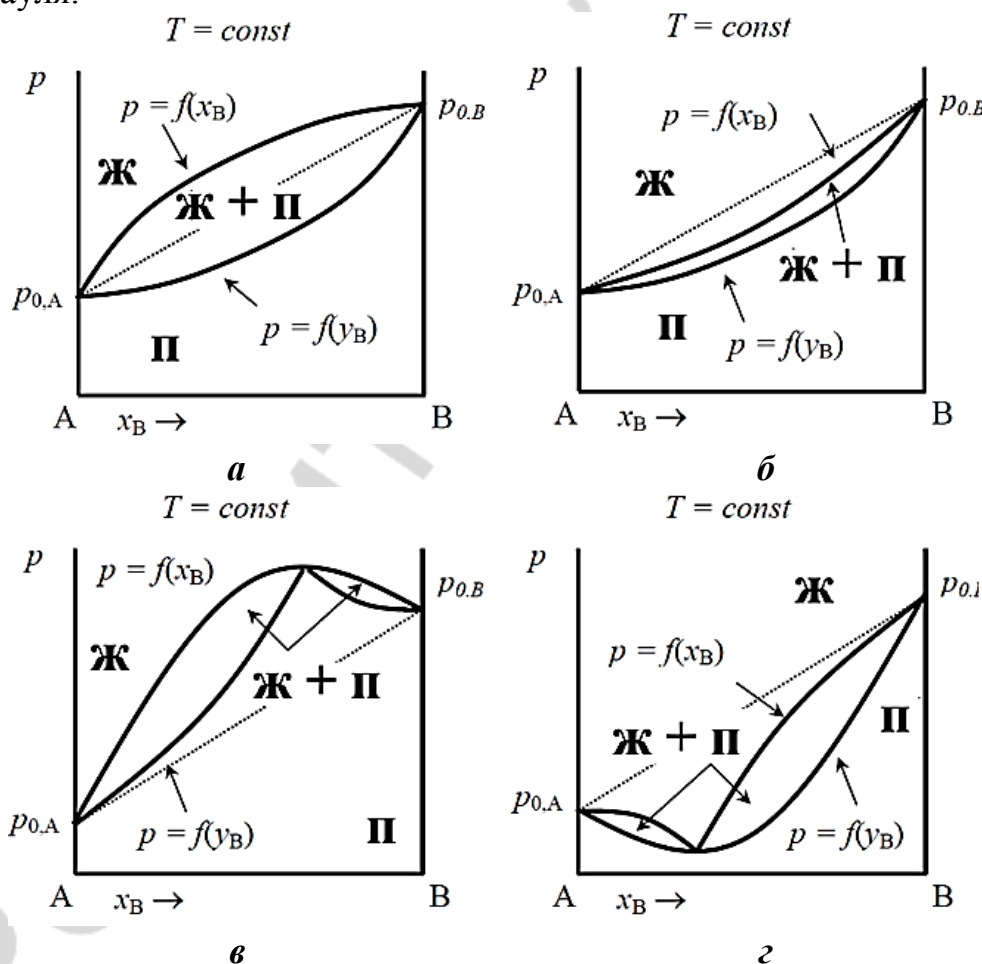 ауля.
T = const
T = const
p
p = f(xB)
p0.B
Ж
Ж + П
p0,A
p = f(yB)
П
A
xB →
B
p
p = f(xB)
p0.B
Ж
Ж + П
p0,A
П
p = f(yB)
A
xB →
B
а
б
T = const
T = const
p
p = f(xB)
p0.B
Ж
Ж + П
p0,A
p = f(yB)
П
A
xB →
B
p
Ж
p = f(xB)
Ж + П
П
p0,A
p = f(yB)
A
xB →
B
в
г